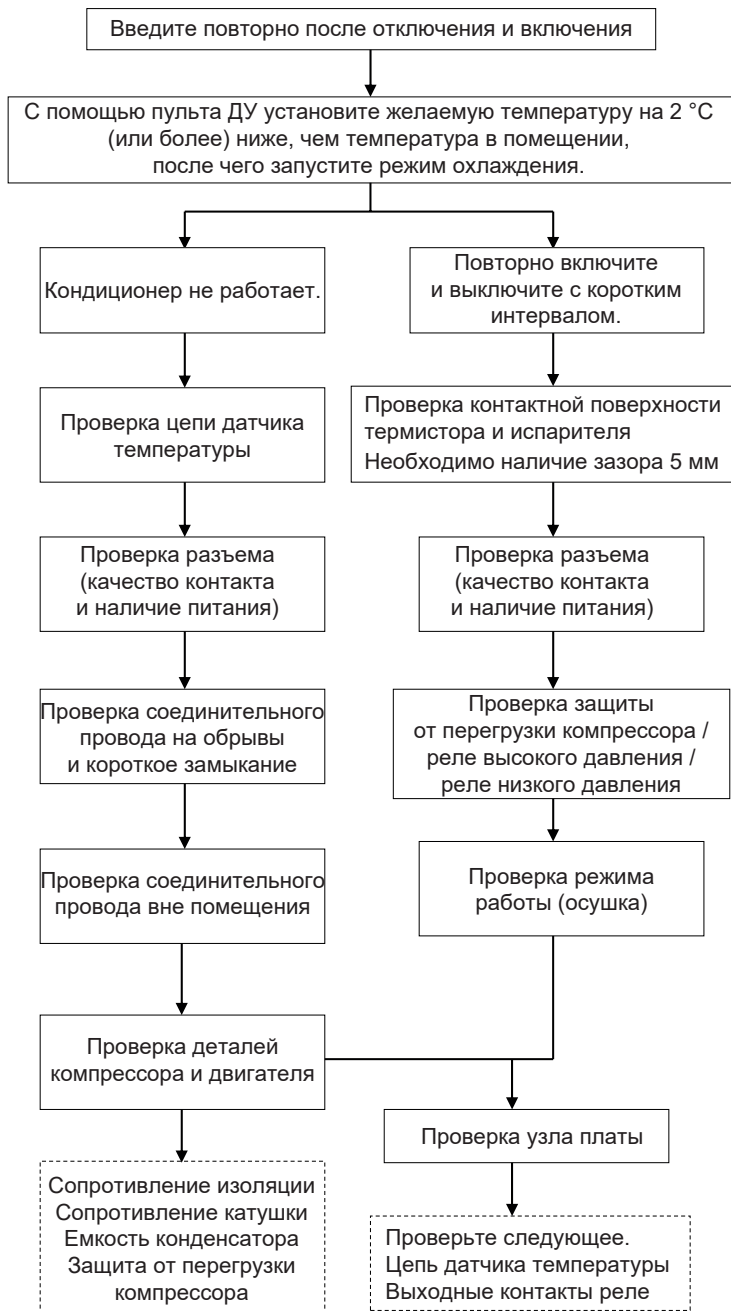 Введите повторно после отключения и включения
С помощью пульта ДУ установите желаемую температуру на 2 °C
(или более) ниже, чем температура в помещении,
после чего запустите режим охлаждения.
Кондиционер не работает.
Проверка цепи датчика
температуры
Проверка разъема
(качество контакта
и наличие питания)
Проверка соединительного
провода на обрывы
и короткое замыкание
Проверка соединительного
провода вне помещения
Проверка деталей
компрессора и двигателя
Сопротивление изоляции
Сопротивление катушки
Емкость конденсатора
Защита от перегрузки
компрессора
Повторно включите
и выключите с коротким
интервалом.
Проверка контактной поверхности
термистора и испарителя
Необходимо наличие зазора 5 мм
Проверка разъема
(качество контакта
и наличие питания)
Проверка защиты
от перегрузки компрессора /
реле высокого давления /
реле низкого давления
Проверка режима
работы (осушка)
Проверка узла платы
Проверьте следующее.
Цепь датчика температуры
Выходные контакты реле